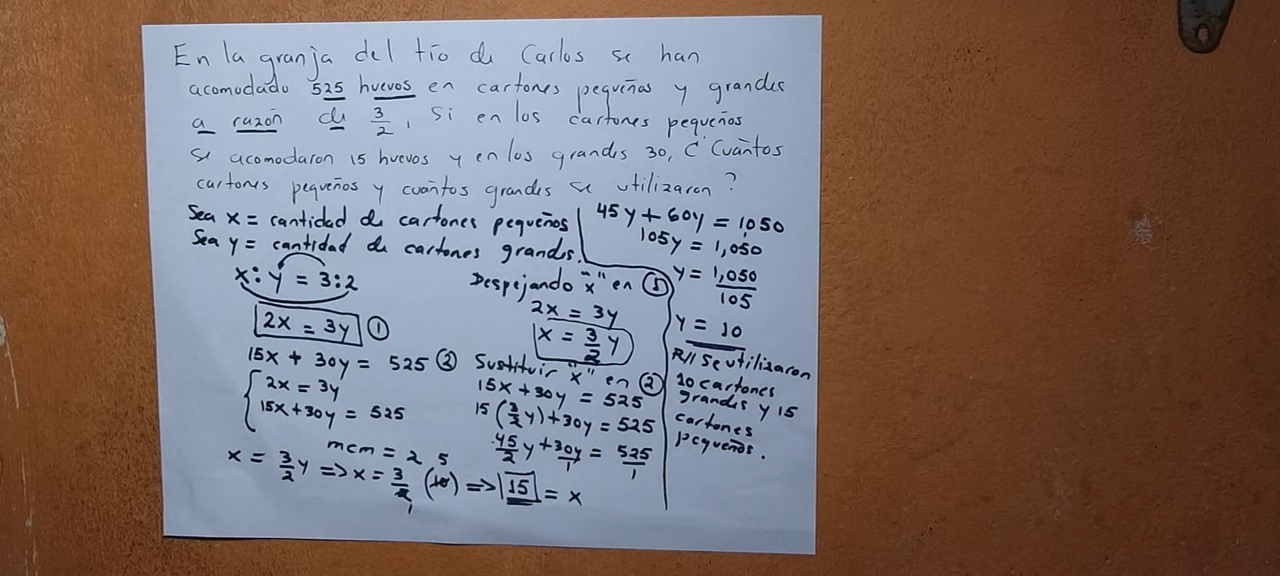 En la granja del tío de Carlos se han
acomodado 525 huevos en cartones pequeños y grandes
a razón de 3/2, Si en los cartones pequeños
se acomodaron 15 huevos y en los grandes 30, ¿Cuántos
cartones pequeños y cuántos grandes se utilizaron?
Sea x = cantidad de cartones pequeños
Sea y = cantidad de cartones grandes.
x:y = 3:2
2x = 3y ①
15x + 30y = 525 ②
2x = 3y
15x+30y = 525
mcm = 2
x = 3/2 y => x = 3/2 (10) => 15 = x
5
1
Despejando "x" en ①
2x = 3y
x = 3/2 y
Sustituir "x" en ②
15x+30y = 525
15 (3/2 y)+30y = 525
45/2 y + 30y/1 = 525/1
45y + 60y = 1050
105y = 1,050
y = 1,050/105
y = 10
R// Se utilizaron
10 cartones
grandes y 15
cartones
pequeños.